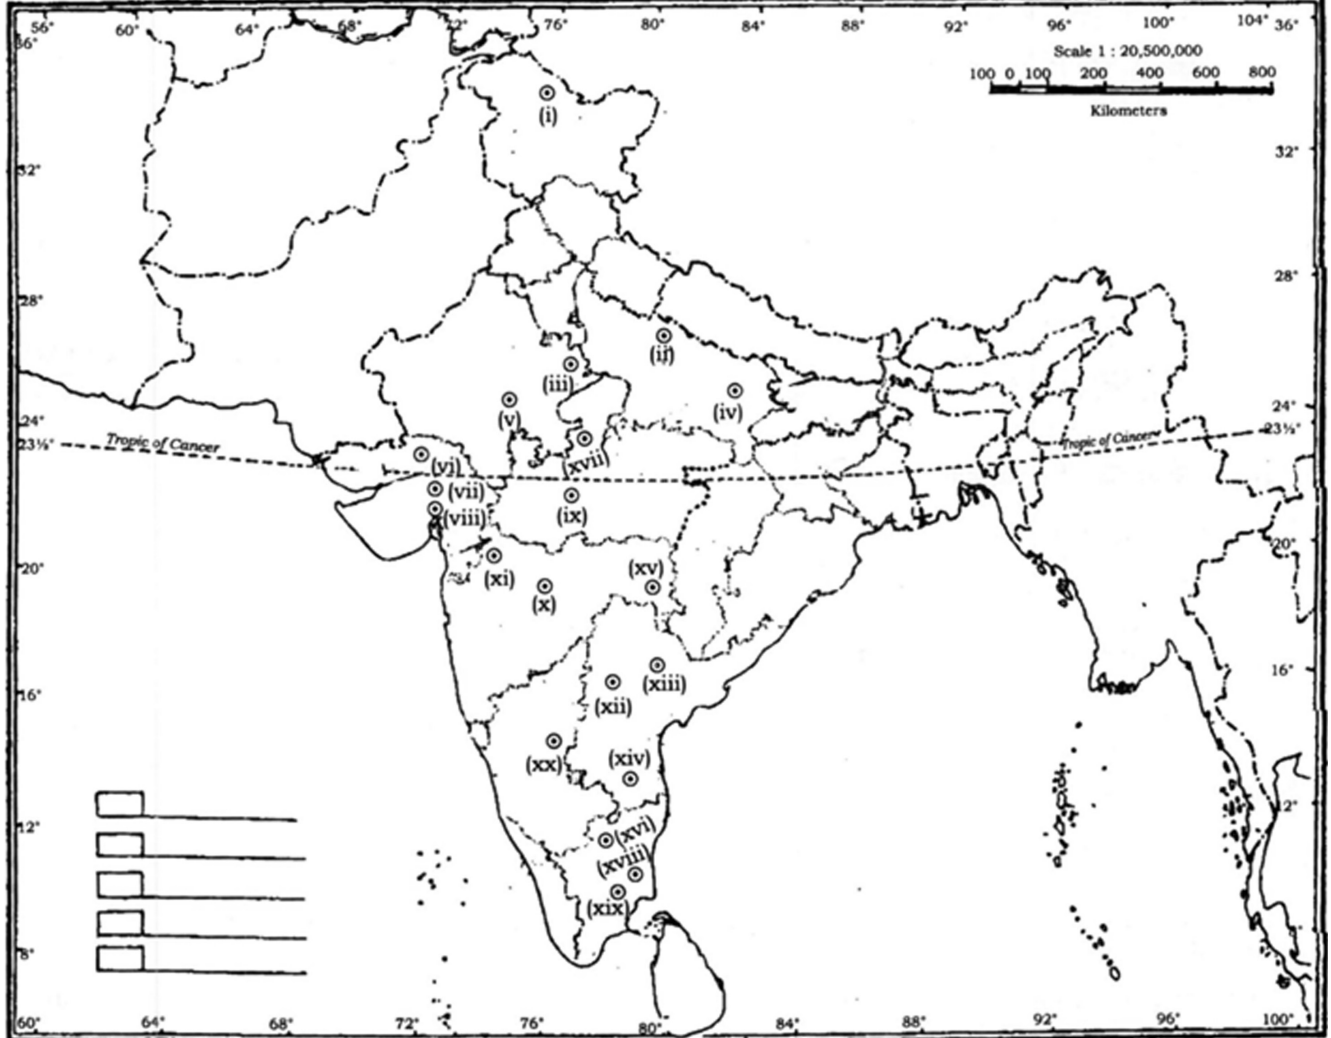 56° 60° 64° 68° 72° 76° 80° 84° 88° 92° 96° 100° 104° 36°
36°
Scale 1 : 20,500,000
100 0 100 200 400 600 800
Kilometers
(i)
32° 32°
28° 28°
(ii)
(iii)
(iv)
(v)
24° 24°
23½° Tropic of Cancer Tropic of Cancer 23½°
(vi) (xvii)
(vii)
(viii) (ix)
20° 20°
(xi) (xv)
(x)
16° 16°
(xii) (xiii)
(xx) (xiv)
12° 12°
(xvi)
(xviii)
(xix)
8°
60° 64° 68° 72° 76° 80° 84° 88° 92° 96° 100°